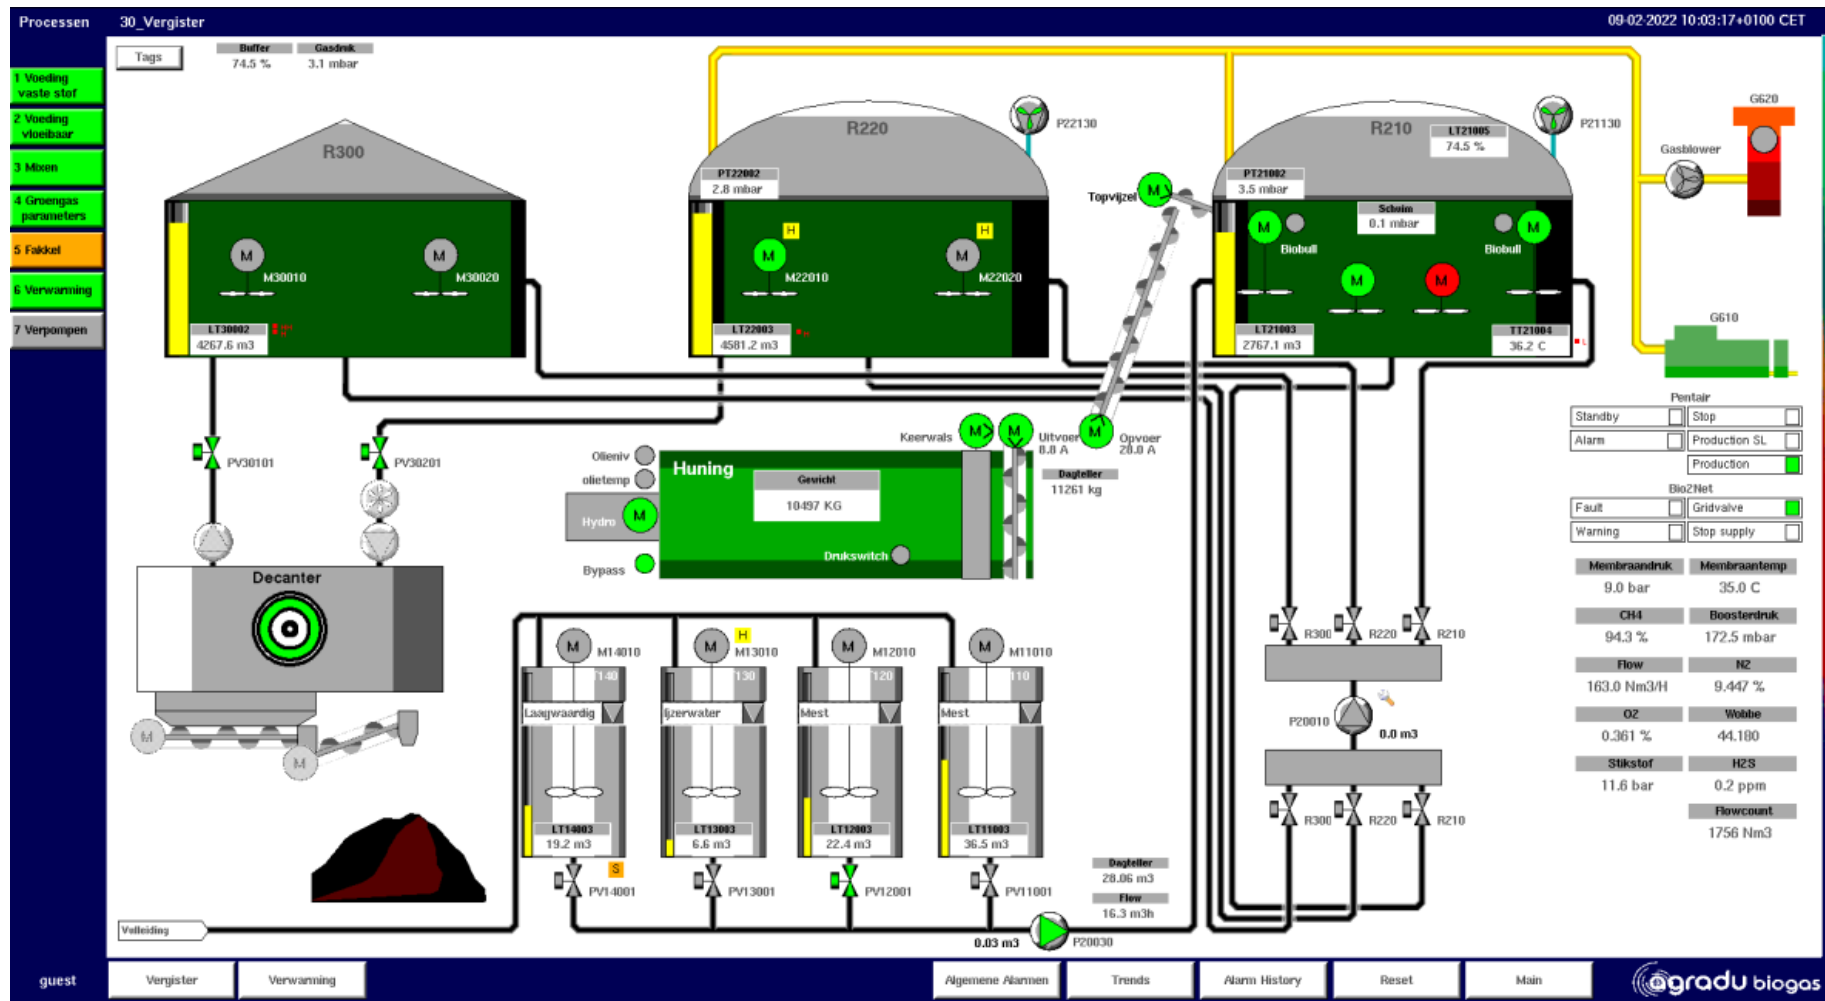 Processen
30_Vergister
09-02-2022 10:03:17+0100 CET
Tags
Buffer
74.5 %
Gasdruk
3.1 mbar
1 Voeding
vaste stof
2 Voeding
vloeibaar
3 Mixen
4 Groengas
parameters
5 Fakkel
6 Verwarming
7 Verpompen
R300
M
M30010
M
M30020
LT30002
4267.6 m3
R220
P22130
PT22002
2.8 mbar
H
M
M22010
H
M
M22020
LT22003
4581.2 m3
R210
LT21005
74.5 %
P21130
PT21002
3.5 mbar
Schuim
0.1 mbar
M
Biobull
M
Biobull
M
M
LT21003
2767.1 m3
TT21004
36.2 C
L
Topvijzel
M
G620
Gasblower
G610
Pentair
Standby
Stop
Alarm
Production SL
Production
Bio2Net
Fault
Gridvalve
Warning
Stop supply
Membraandruk
Membraantemp
9.0 bar
35.0 C
CH4
Boosterdruk
94.3 %
172.5 mbar
Flow
N2
163.0 Nm3/H
9.447 %
O2
Wobbe
0.361 %
44.180
Stikstof
H2S
11.6 bar
0.2 ppm
Flowcount
1756 Nm3
PV30101
PV30201
Keerwals
M
M
Uitvoer
8.8 A
M
Opvoer
28.0 A
Dagteller
11261 kg
Olieniv
olietemp
Hydro
M
Bypass
Huning
Gewicht
10497 KG
Drukswitch
Decanter
M
M
M
M14010
H
M
M13010
M
M12010
M
M11010
T140
130
120
110
Laagwaardig
Ijzerwater
Mest
Mest
LT14003
19.2 m3
LT13003
6.6 m3
LT12003
22.4 m3
LT11003
36.5 m3
S
PV14001
PV13001
PV12001
PV11001
R300
R220
R210
P20010
0.0 m3
R300
R220
R210
Dagteller
28.06 m3
Flow
16.3 m3h
0.03 m3
P20030
Vulleiding
guest
Vergister
Verwarming
Algemene Alarmen
Trends
Alarm History
Reset
Main
agradu biogas